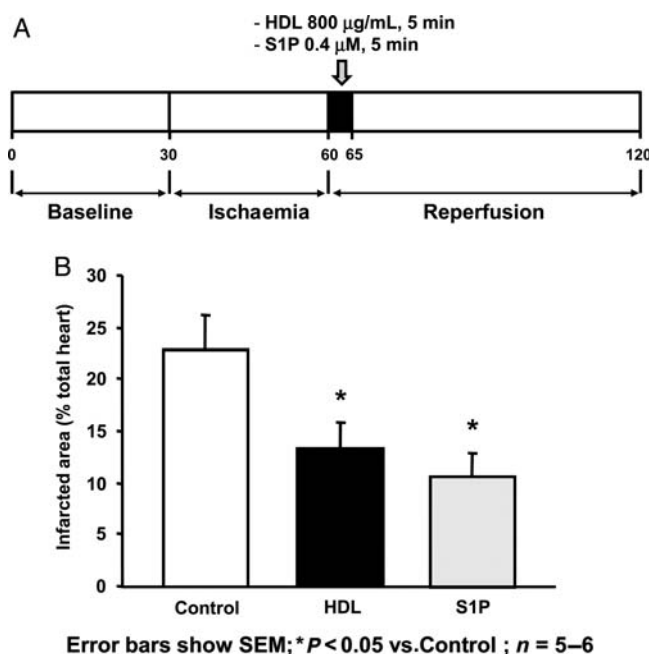 A
- HDL 800 μg/mL, 5 min
- S1P 0.4 μM, 5 min
0 30 60 65 120
Baseline Ischaemia Reperfusion
B
Infarcted area (% total heart)
30
25
20
15
10
5
0
*
*
Control HDL S1P
Error bars show SEM;*P < 0.05 vs.Control ; n = 5–6